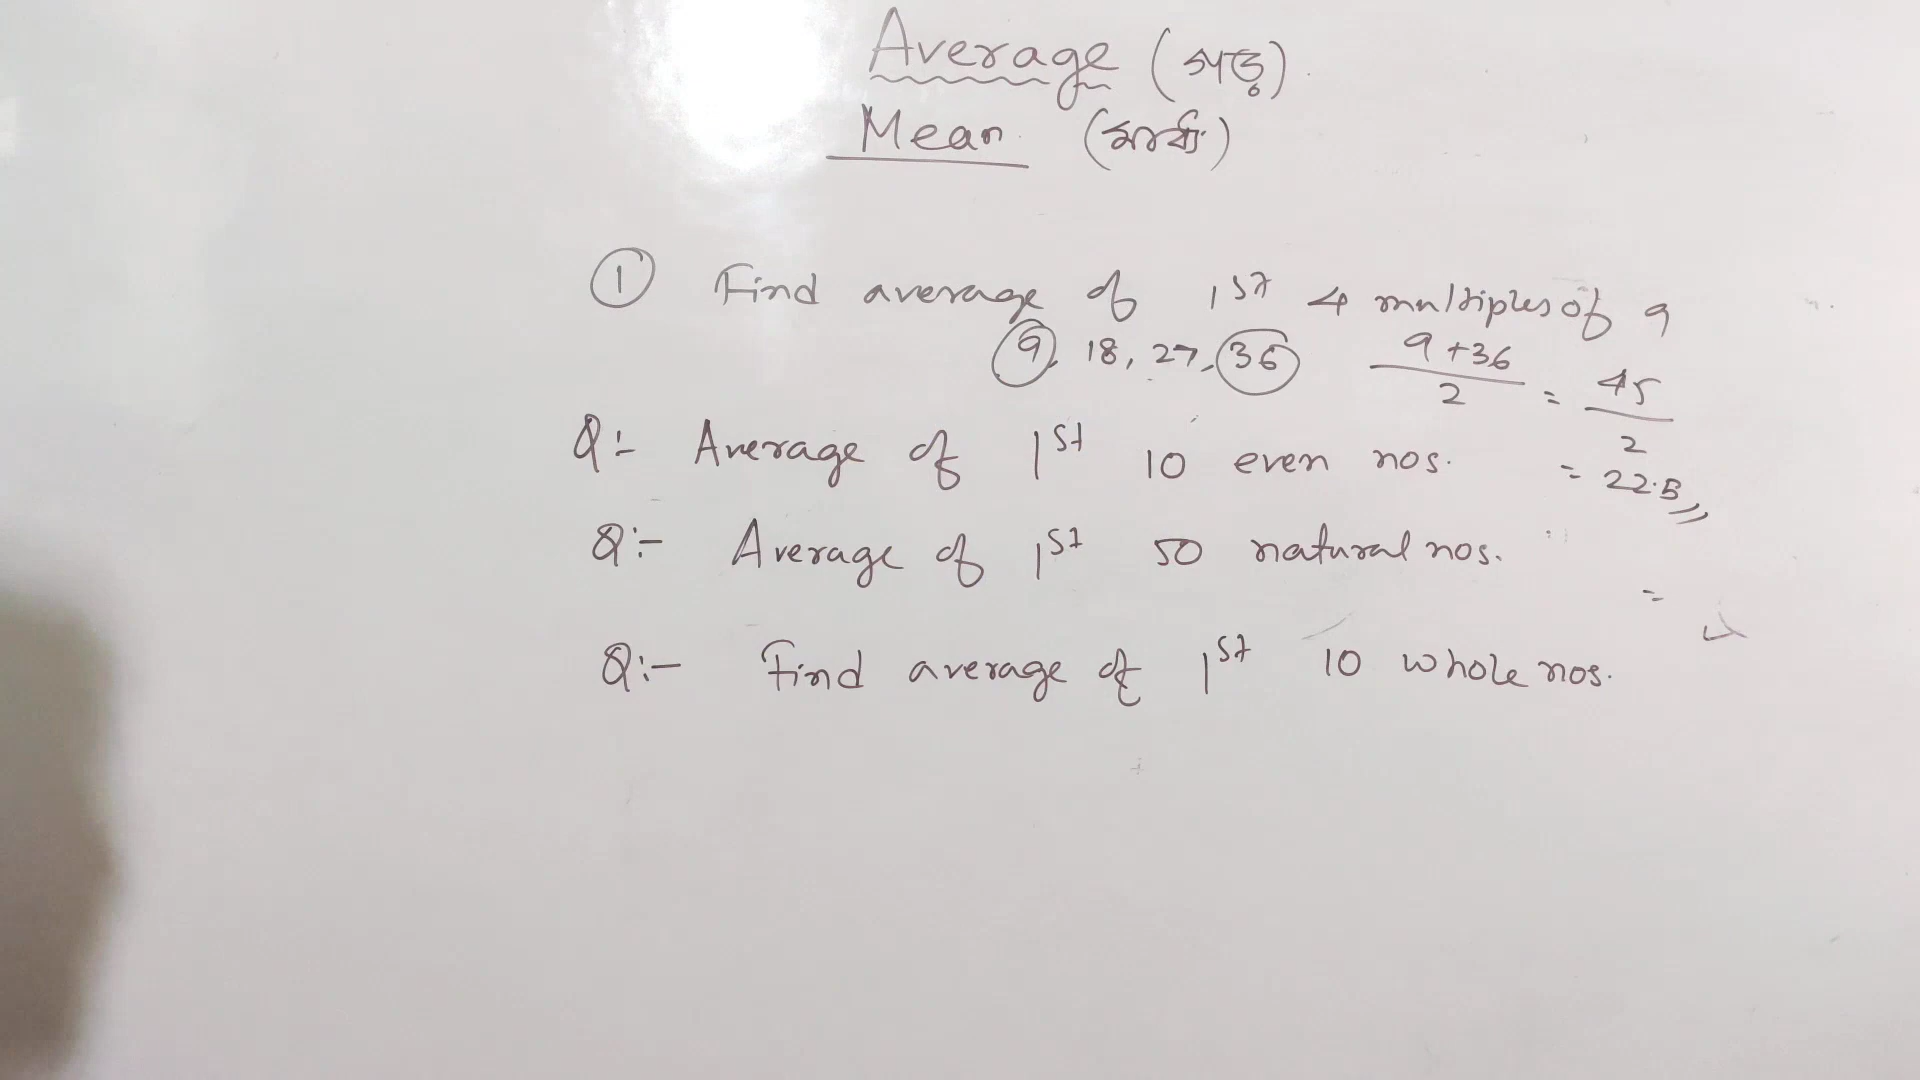 Average (গড়)
Mean (মধ্য)
① Find average of 1st 4 multiples of 9
9, 18, 27, 36 9 +36 / 2 = 45 / 2
Q:- Average of 1st 10 even nos. = 22.5
Q:- Average of 1st 50 natural nos.
=
Q:- Find average of 1st 10 whole nos.